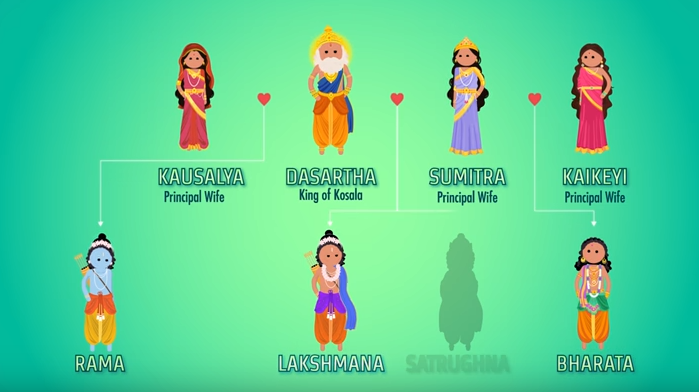 KAUSALYA
Principal Wife
DASARTHA
King of Kosala
SUMITRA
Principal Wife
KAIKEYI
Principal Wife
RAMA
LAKSHMANA
SATRUGHNA
BHARATA